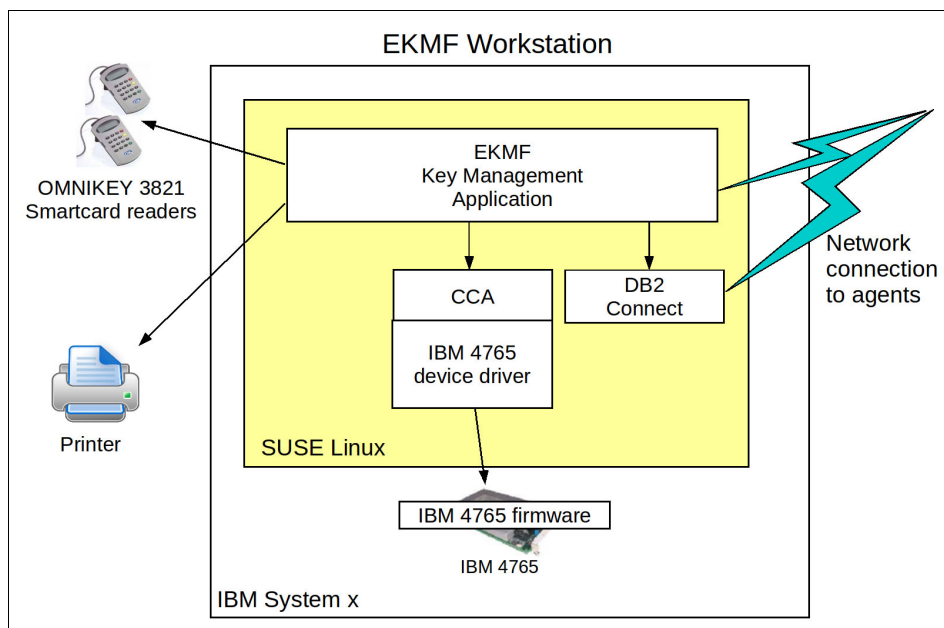 EKMF Workstation
EKMF
Key Management
Application
OMNIKEY 3821
Smartcard readers
Network
connection
to agents
CCA
DB2
Connect
IBM 4765
device driver
Printer
SUSE Linux
IBM 4765 firmware
IBM 4765
IBM System x